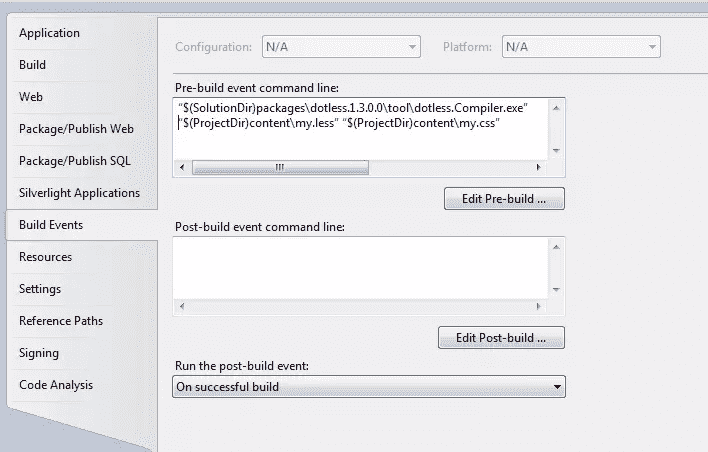 Application
Build
Web
Package/Publish Web
Package/Publish SQL
Silverlight Applications
Build Events
Resources
Settings
Reference Paths
Signing
Code Analysis
Configuration: N/A Platform: N/A
Pre-build event command line:
“$(SolutionDir)packages\dotless.1.3.0.0\tool\dotless.Compiler.exe”
“$(ProjectDir)content\my.less” “$(ProjectDir)content\my.css”
Edit Pre-build ...
Post-build event command line:
Edit Post-build ...
Run the post-build event:
On successful build